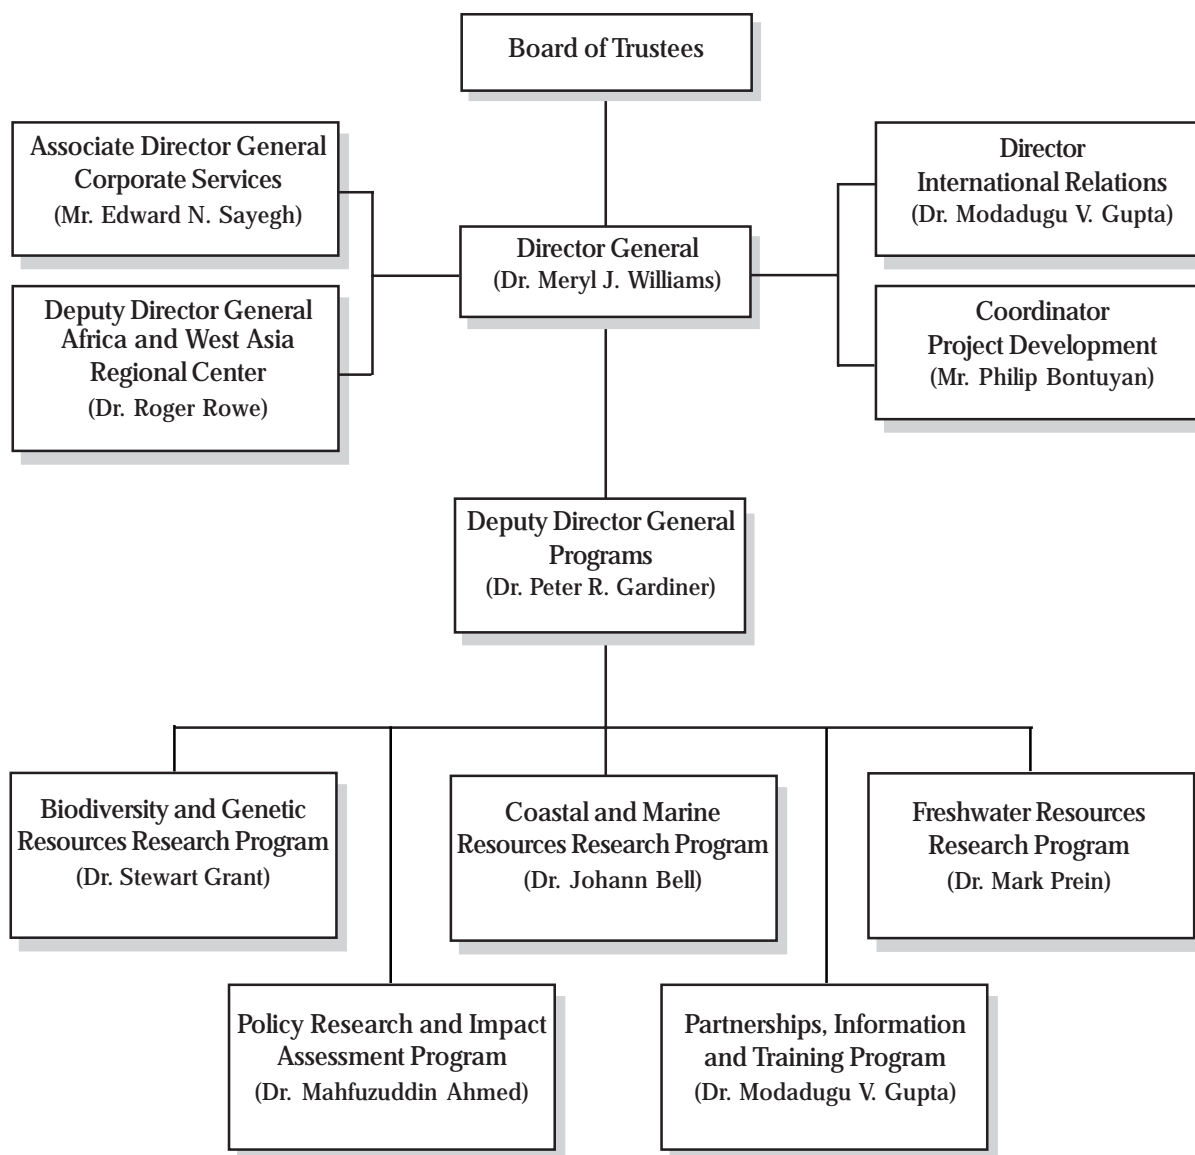 Board of Trustees
Associate Director General
Corporate Services
(Mr. Edward N. Sayegh)
Director
International Relations
(Dr. Modadugu V. Gupta)
Director General
(Dr. Meryl J. Williams)
Deputy Director General
Africa and West Asia
Regional Center
(Dr. Roger Rowe)
Coordinator
Project Development
(Mr. Philip Bontuyan)
Deputy Director General
Programs
(Dr. Peter R. Gardiner)
Biodiversity and Genetic
Resources Research Program
(Dr. Stewart Grant)
Coastal and Marine
Resources Research Program
(Dr. Johann Bell)
Freshwater Resources
Research Program
(Dr. Mark Prein)
Policy Research and Impact
Assessment Program
(Dr. Mahfuzuddin Ahmed)
Partnerships, Information
and Training Program
(Dr. Modadugu V. Gupta)